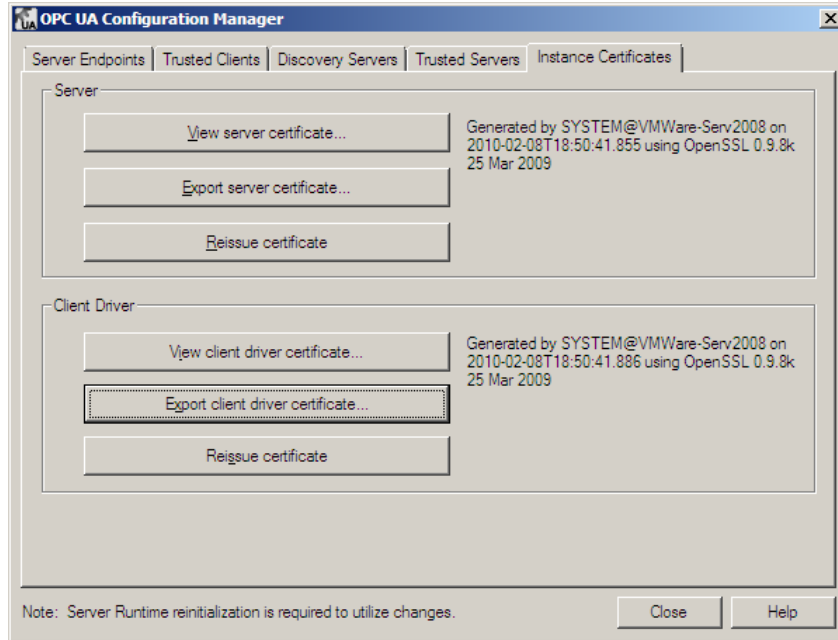 OPC UA Configuration Manager
Server Endpoints
Trusted Clients
Discovery Servers
Trusted Servers
Instance Certificates
Server
View server certificate...
Generated by SYSTEM@VMWare-Serv2008 on
2010-02-08T18:50:41.855 using OpenSSL 0.9.8k
25 Mar 2009
Export server certificate...
Reissue certificate
Client Driver
View client driver certificate...
Generated by SYSTEM@VMWare-Serv2008 on
2010-02-08T18:50:41.886 using OpenSSL 0.9.8k
25 Mar 2009
Export client driver certificate...
Reissue certificate
Note: Server Runtime reinitialization is required to utilize changes.
Close
Help